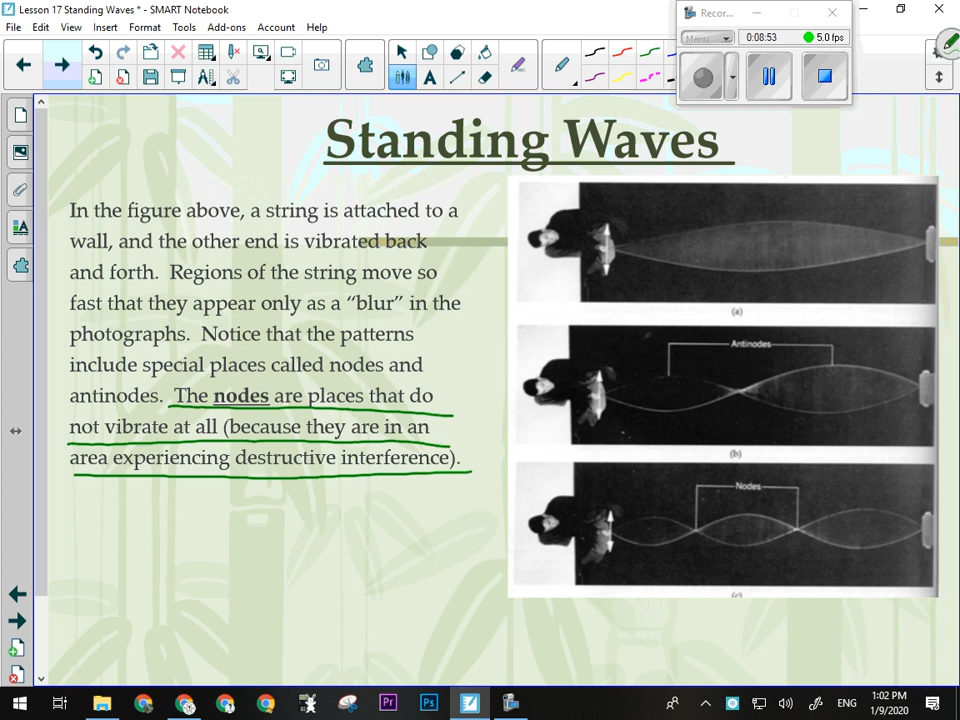 Lesson 17 Standing Waves * - SMART Notebook
Recor...
File Edit View Insert Format Tools Add-ons Account Help
Menu 0:08:53 5.0 fps
Standing Waves
In the figure above, a string is attached to a
wall, and the other end is vibrated back
and forth. Regions of the string move so
fast that they appear only as a “blur” in the
photographs. Notice that the patterns
include special places called nodes and
antinodes. The nodes are places that do
not vibrate at all (because they are in an
area experiencing destructive interference).
(a)
Antinodes
(b)
Nodes
(c)
Pr Ps
ENG
1:02 PM
1/9/2020